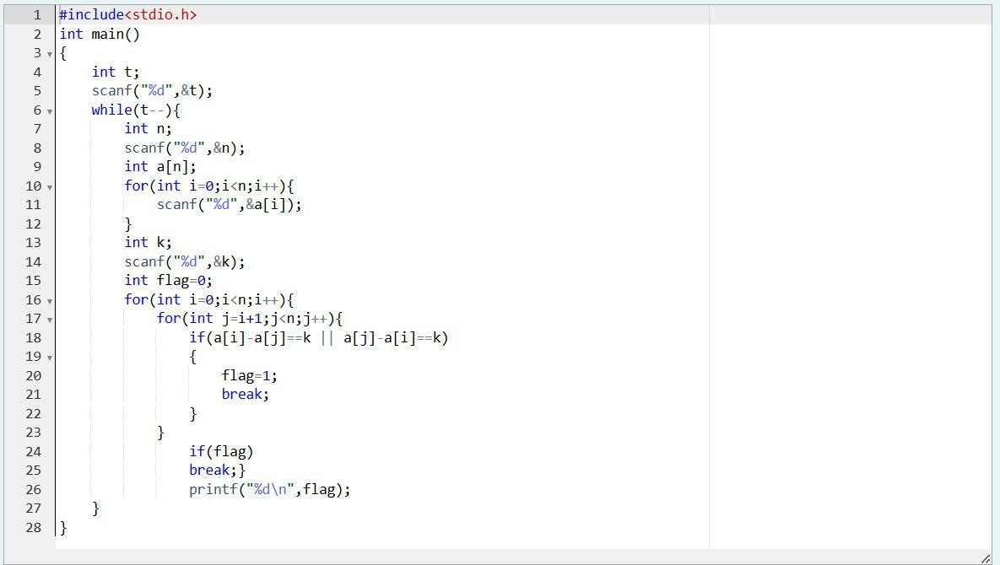 1 #include<stdio.h>
2 int main()
3 {
4     int t;
5     scanf("%d",&t);
6     while(t--){
7         int n;
8         scanf("%d",&n);
9         int a[n];
10         for(int i=0;i<n;i++){
11             scanf("%d",&a[i]);
12         }
13         int k;
14         scanf("%d",&k);
15         int flag=0;
16         for(int i=0;i<n;i++){
17             for(int j=i+1;j<n;j++){
18                 if(a[i]-a[j]==k || a[j]-a[i]==k)
19                 {
20                     flag=1;
21                     break;
22                 }
23             }
24                 if(flag)
25                 break;}
26                 printf("%d\n",flag);
27     }
28 }